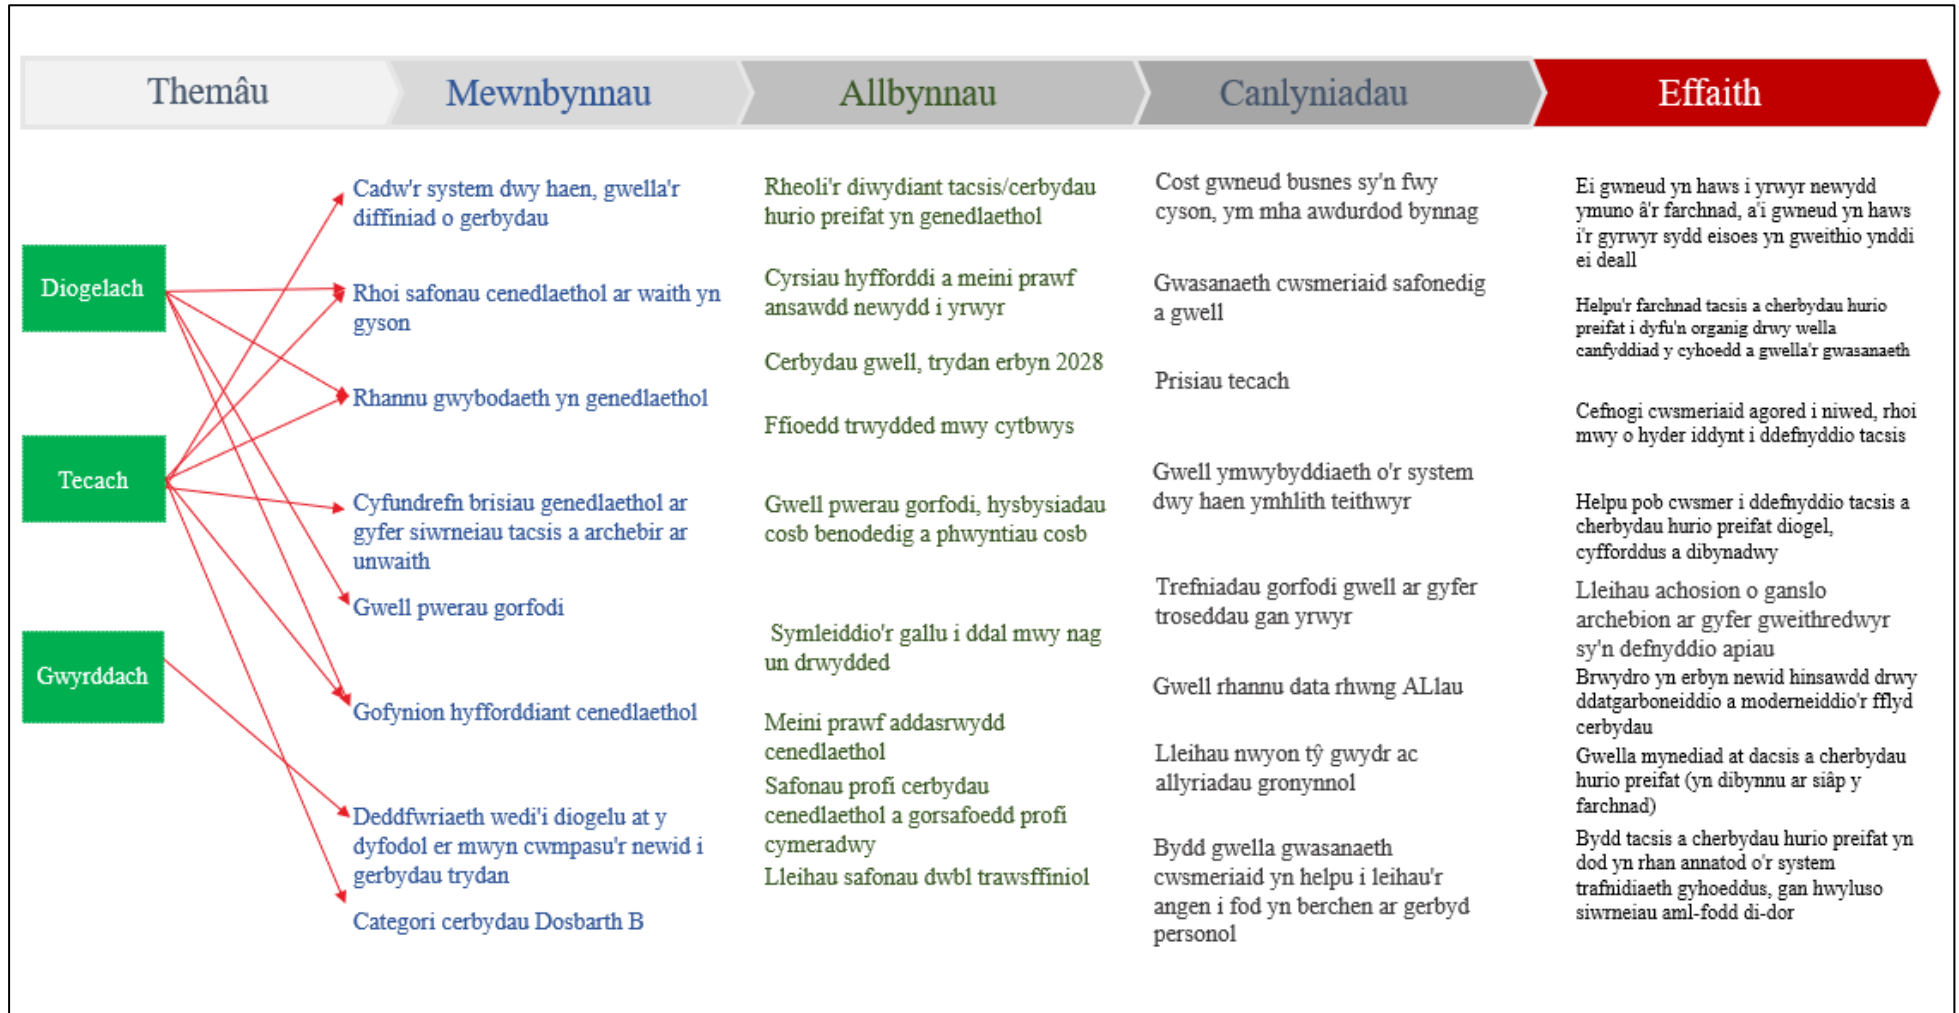 Themâu
Mewnbynnau
Allbynnau
Canlyniadau
Effaith
Diogelach
Tecach
Gwyrddach
Cadw'r system dwy haen, gwella'r
diffiniad o gerbydau
Rhoi safonau cenedlaethol ar waith yn
gyson
Rhannu gwybodaeth yn genedlaethol
Cyfundrefn brisiau genedlaethol ar
gyfer siwrneiau tacsis a archebir ar
unwaith
Gwell pwerau gorfodi
Gofynion hyfforddiant cenedlaethol
Deddfwriaeth wedi'i diogelu at y
dyfodol er mwyn cwmpasu'r newid i
gerbydau trydan
Categori cerbydau Dosbarth B
Rheoli'r diwydiant tacsis/cerbydau
hurio preifat yn genedlaethol
Cyrsiau hyfforddi a meini prawf
ansawdd newydd i yrwyr
Cerbydau gwell, trydan erbyn 2028
Ffioedd trwydded mwy cytbwys
Gwell pwerau gorfodi, hysbysiadau
cosb benodedig a phwyntiau cosb
Symleiddio'r gallu i ddal mwy nag
un drwydded
Meini prawf addasrwydd
cenedlaethol
Safonau profi cerbydau
cenedlaethol a gorsafoedd profi
cymeradwy
Lleihau safonau dwbl trawsffiniol
Cost gwneud busnes sy'n fwy
cyson, ym mha awdurdod bynnag
Gwasanaeth cwsmeriaid safonedig
a gwell
Prisiau tecach
Gwell ymwybyddiaeth o'r system
dwy haen ymhlith teithwyr
Trefniadau gorfodi gwell ar gyfer
troseddau gan yrwyr
Gwell rhannu data rhwng ALlau
Lleihau nwyon tŷ gwydr ac
allyriadau gronynnol
Bydd gwella gwasanaeth
cwsmeriaid yn helpu i leihau'r
angen i fod yn berchen ar gerbyd
personol
Ei gwneud yn haws i yrwyr newydd
ymuno â'r farchnad, a'i gwneud yn haws
i'r gyrwyr sydd eisoes yn gweithio ynddi
ei deall
Helpu'r farchnad tacsis a cherbydau hurio
preifat i dyfu'n organig drwy wella
canfyddiad y cyhoedd a gwella'r gwasanaeth
Cefnogi cwsmeriaid agored i niwed, rhoi
mwy o hyder iddynt i ddefnyddio tacsis
Helpu pob cwsmer i ddefnyddio tacsis a
cherbydau hurio preifat diogel,
cyfforddus a dibynadwy
Lleihau achosion o ganslo
archebion ar gyfer gweithredwyr
sy'n defnyddio apiau
Brwydro yn erbyn newid hinsawdd drwy
ddatgarboneiddio a moderneiddio'r fflyd
cerbydau
Gwella mynediad at dacsis a cherbydau
hurio preifat (yn dibynnu ar siâp y
farchnad)
Bydd tacsis a cherbydau hurio preifat yn
dod yn rhan annatod o'r system
trafnidiaeth gyhoeddus, gan hwyluso
siwrneiau aml-fodd di-dor